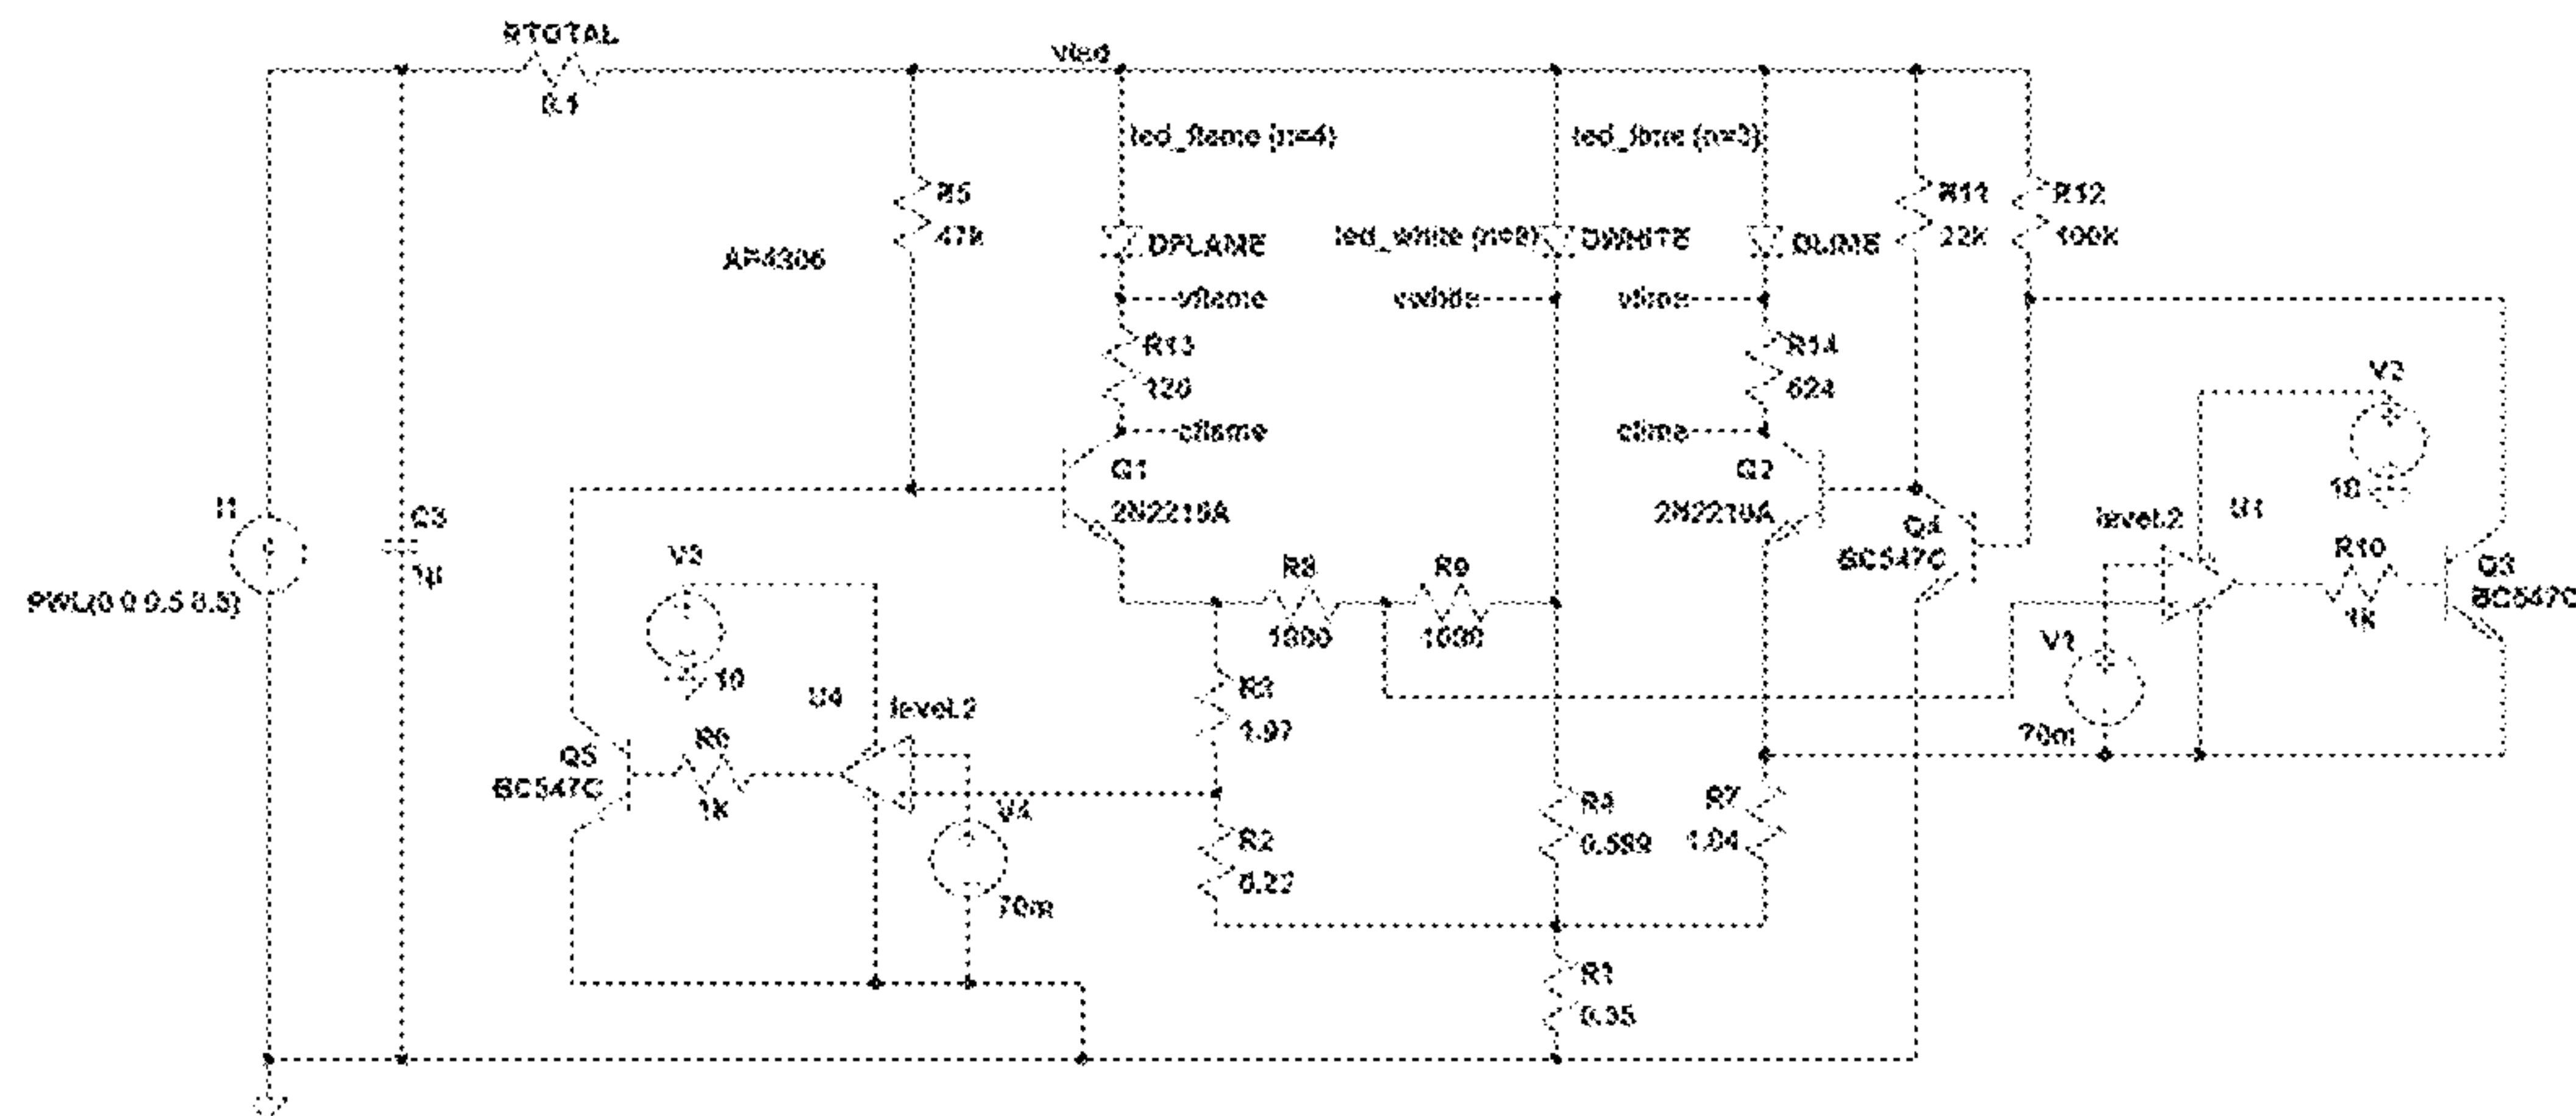 RTOTAL
0.1
vled
led_flame (n=4)
R5
47k
AP4306
DFLAME
vflame
led_white (n=9)
DWHITE
vwhite
led_lime (n=3)
DLIME
vlime
R11
22K
R12
100K
R13
120
cflame
R14
624
clime
Q1
2N2219A
Q2
2N2219A
Q4
BC547C
I1
PWL(0 0 0.5 0.5)
C3
1µ
V3
10
U4
level.2
Q5
BC547C
R6
1K
V4
70m
R8
1000
R9
1000
R3
1.97
R2
0.22
R4
0.599
R7
1.04
R1
0.35
V2
10
level.2
U1
R10
1K
Q3
BC547C
V1
70m